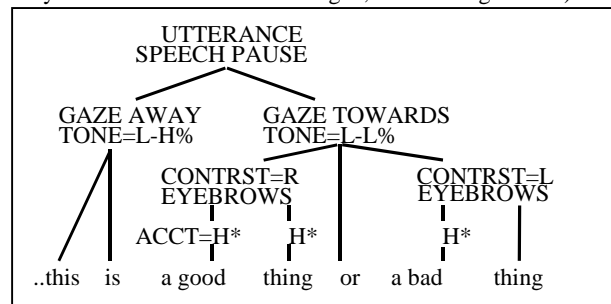 UTTERANCE
SPEECH PAUSE
GAZE AWAY GAZE TOWARDS
TONE=L-H% TONE=L-L%
CONTRST=R CONTRST=L
EYEBROWS EYEBROWS
ACCT=H* H* H*
..this is a good thing or a bad thing